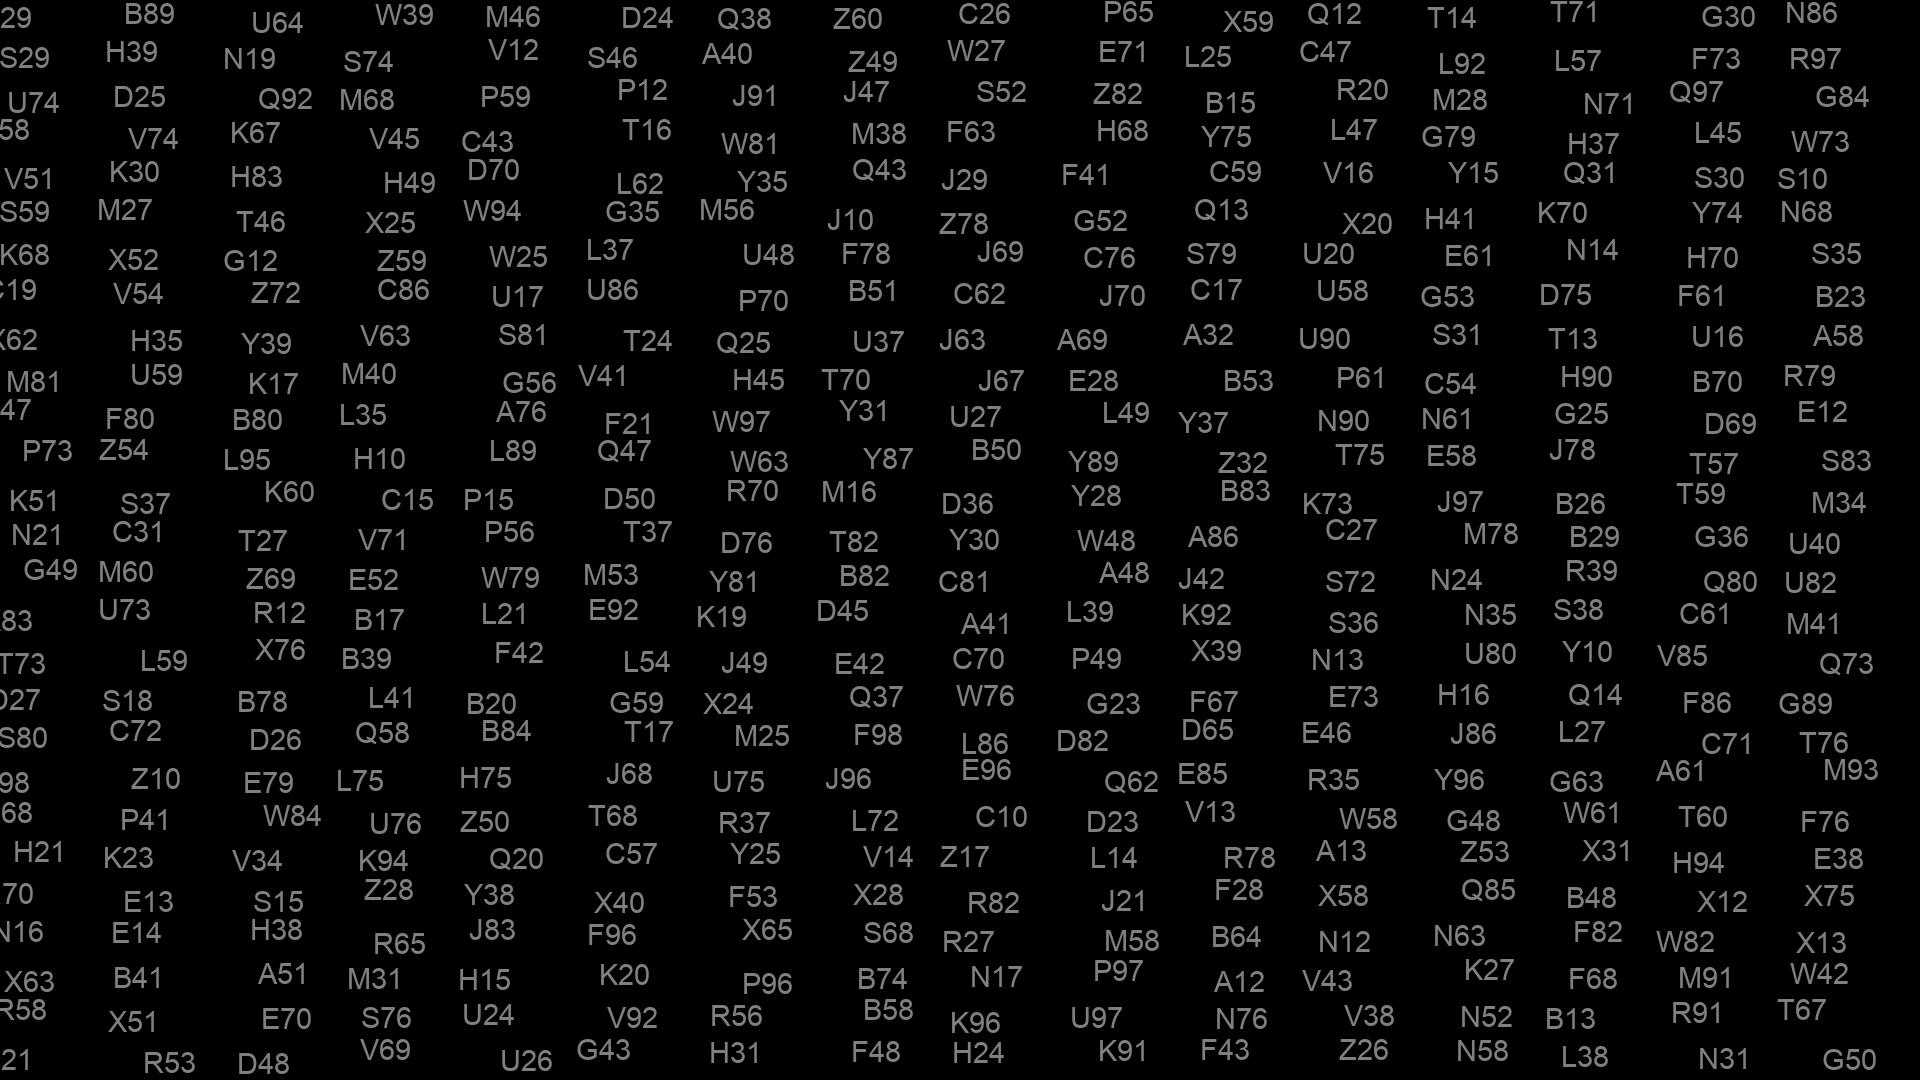 29 B89 U64 W39 M46 D24 Q38 Z60 C26 P65 X59 Q12 T14 T71 G30 N86
S29 H39 N19 S74 V12 S46 A40 Z49 W27 E71 L25 C47 L92 L57 F73 R97
U74 D25 Q92 M68 P59 P12 J91 J47 S52 Z82 B15 R20 M28 N71 Q97 G84
58 V74 K67 V45 C43 T16 W81 M38 F63 H68 Y75 L47 G79 H37 L45 W73
V51 K30 H83 H49 D70 L62 Y35 Q43 J29 F41 C59 V16 Y15 Q31 S30 S10
S59 M27 T46 X25 W94 G35 M56 J10 Z78 G52 Q13 X20 H41 K70 Y74 N68
K68 X52 G12 Z59 W25 L37 U48 F78 J69 C76 S79 U20 E61 N14 H70 S35
C19 V54 Z72 C86 U17 U86 P70 B51 C62 J70 C17 U58 G53 D75 F61 B23
62 H35 Y39 V63 S81 T24 Q25 U37 J63 A69 A32 U90 S31 T13 U16 A58
M81 U59 K17 M40 G56 V41 H45 T70 J67 E28 B53 P61 C54 H90 B70 R79
47 F80 B80 L35 A76 F21 W97 Y31 U27 L49 Y37 N90 N61 G25 D69 E12
P73 Z54 L95 H10 L89 Q47 W63 Y87 B50 Y89 Z32 T75 E58 J78 T57 S83
K51 S37 K60 C15 P15 D50 R70 M16 D36 Y28 B83 K73 J97 B26 T59 M34
N21 C31 T27 V71 P56 T37 D76 T82 Y30 W48 A86 C27 M78 B29 G36 U40
G49 M60 Z69 E52 W79 M53 Y81 B82 C81 A48 J42 S72 N24 R39 Q80 U82
83 U73 R12 B17 L21 E92 K19 D45 A41 L39 K92 S36 N35 S38 C61 M41
T73 L59 X76 B39 F42 L54 J49 E42 C70 P49 X39 N13 U80 Y10 V85 Q73
27 S18 B78 L41 B20 G59 X24 Q37 W76 G23 F67 E73 H16 Q14 F86 G89
S80 C72 D26 Q58 B84 T17 M25 F98 L86 D82 D65 E46 J86 L27 C71 T76
98 Z10 E79 L75 H75 J68 U75 J96 E96 Q62 E85 R35 Y96 G63 A61 M93
68 P41 W84 U76 Z50 T68 R37 L72 C10 D23 V13 W58 G48 W61 T60 F76
H21 K23 V34 K94 Q20 C57 Y25 V14 Z17 L14 R78 A13 Z53 X31 H94 E38
70 E13 S15 Z28 Y38 X40 F53 X28 R82 J21 F28 X58 Q85 B48 X12 X75
N16 E14 H38 R65 J83 F96 X65 S68 R27 M58 B64 N12 N63 F82 W82 X13
X63 B41 A51 M31 H15 K20 P96 B74 N17 P97 A12 V43 K27 F68 M91 W42
R58 X51 E70 S76 U24 V92 R56 B58 K96 U97 N76 V38 N52 B13 R91 T67
21 R53 D48 V69 U26 G43 H31 F48 H24 K91 F43 Z26 N58 L38 N31 G50